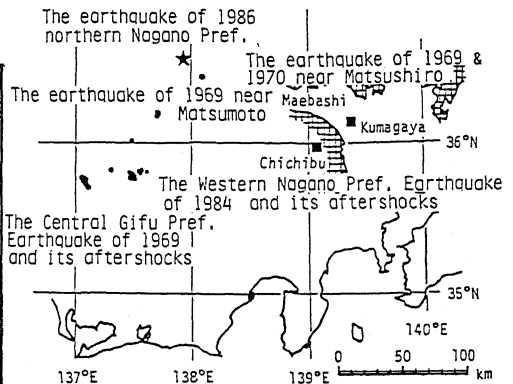 The earthquake of 1986
northern Nagano Pref.
The earthquake of 1969 &
1970 near Matsushiro
The earthquake of 1969 near
Matsumoto
Maebashi
Kumagaya
36°N
Chichibu
The Western Nagano Pref. Earthquake
of 1984 and its aftershocks
The Central Gifu Pref.
Earthquake of 1969
and its aftershocks
35°N
140°E
137°E 138°E 139°E
0 50 100
km